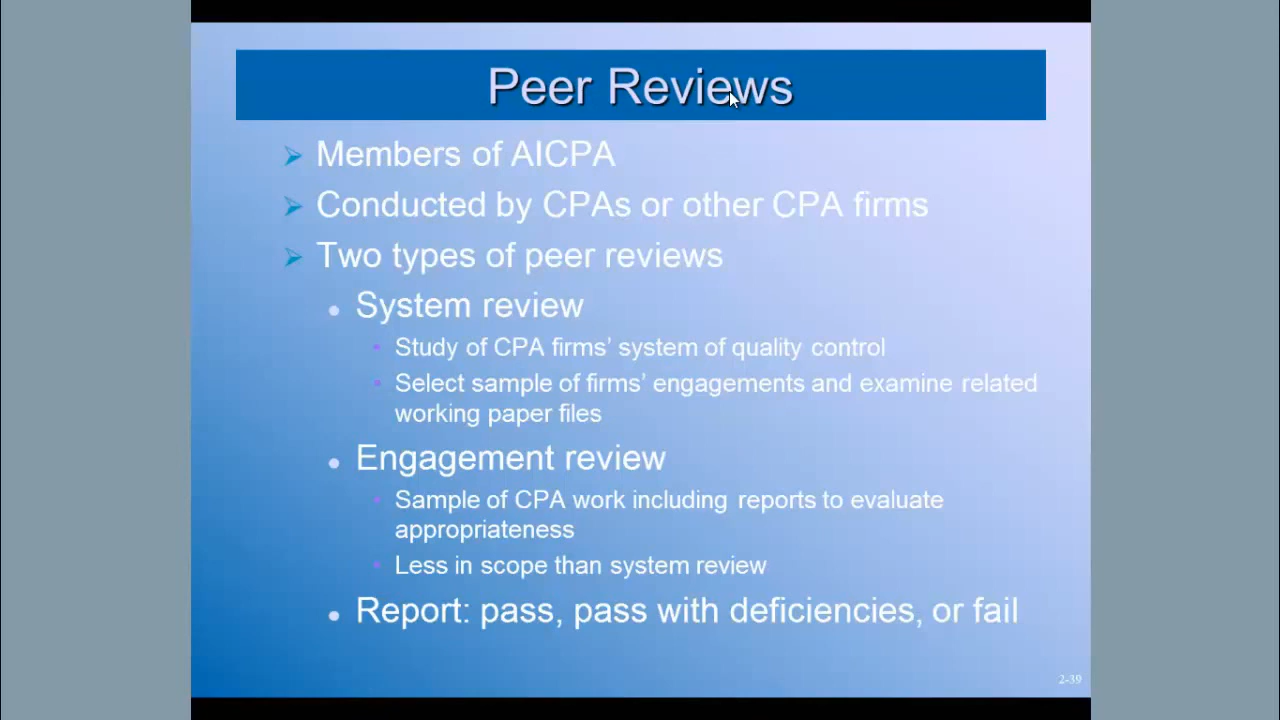 Peer Reviews
Members of AICPA
Conducted by CPAs or other CPA firms
Two types of peer reviews
System review
Study of CPA firms’ system of quality control
Select sample of firms’ engagements and examine related
working paper files
Engagement review
Sample of CPA work including reports to evaluate
appropriateness
Less in scope than system review
Report: pass, pass with deficiencies, or fail
2-39